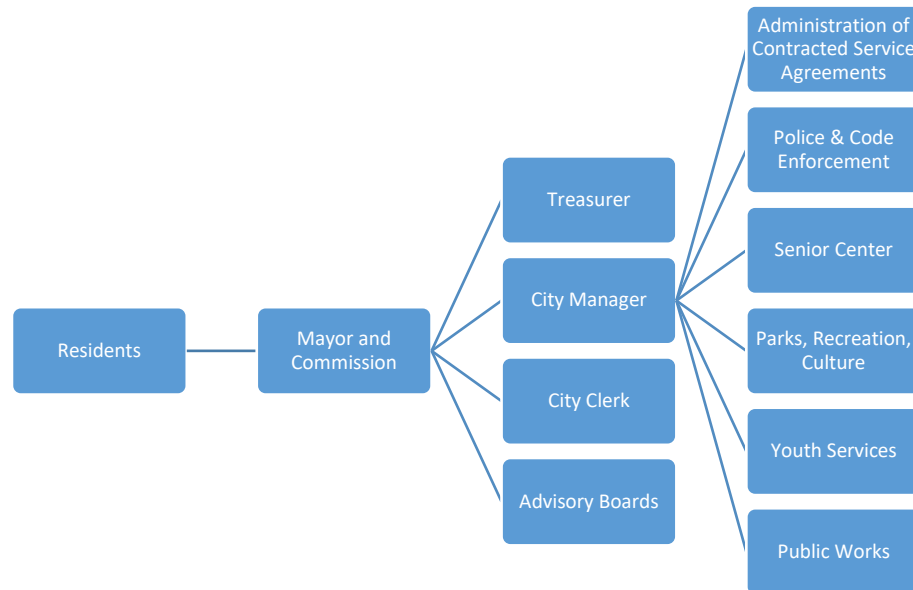 Residents
Mayor and
Commission
Treasurer
City Manager
City Clerk
Advisory Boards
Administration of
Contracted Service
Agreements
Police & Code
Enforcement
Senior Center
Parks, Recreation,
Culture
Youth Services
Public Works